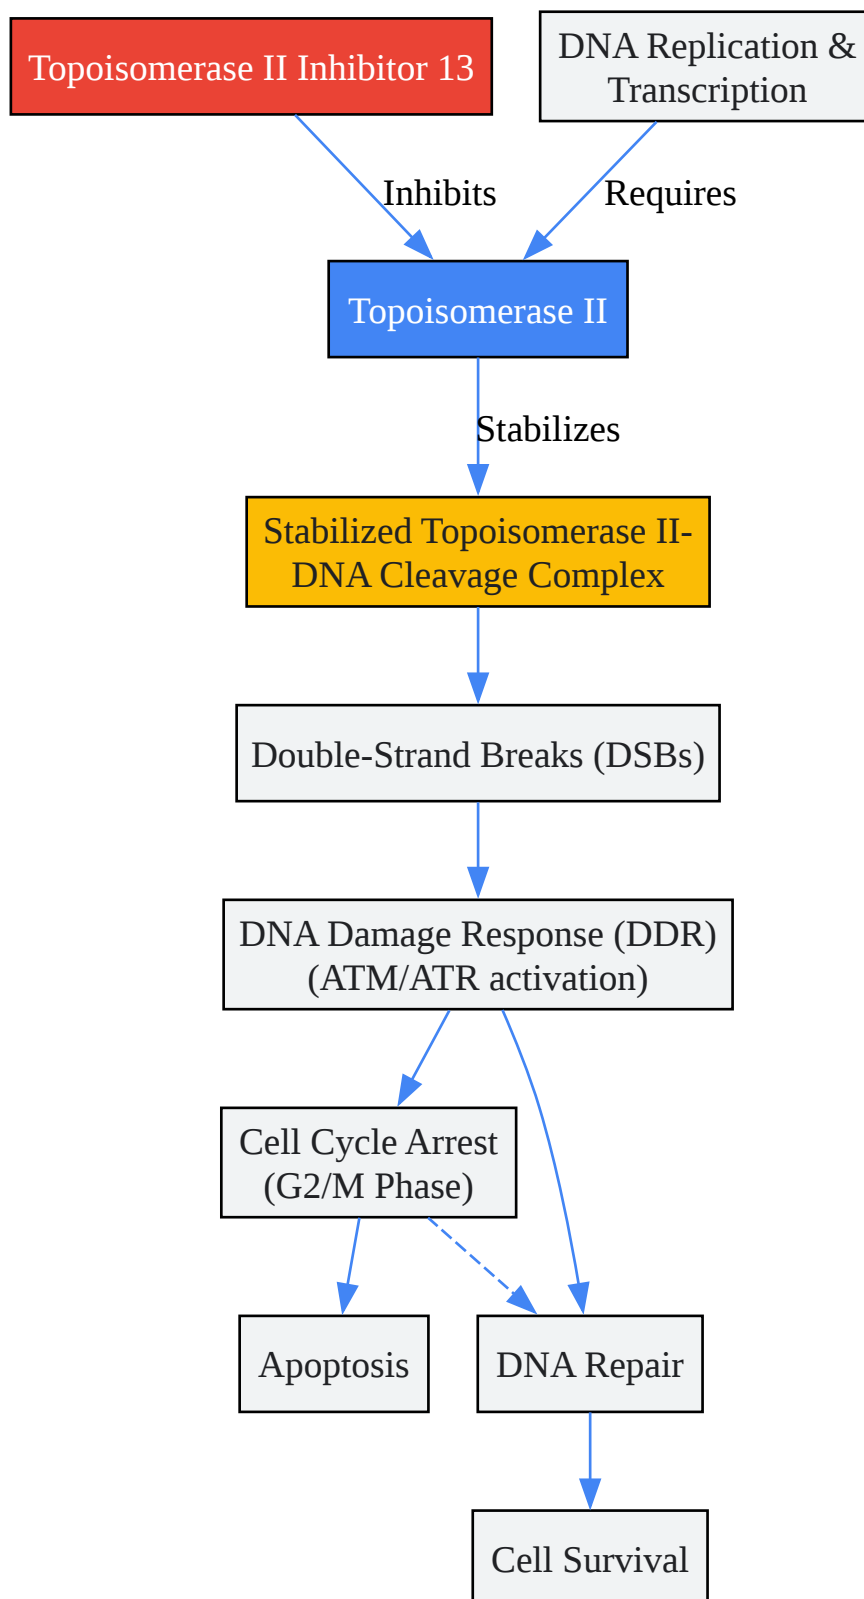 Topoisomerase II Inhibitor 13
DNA Replication &
Transcription
Inhibits
Requires
Topoisomerase II
Stabilizes
Stabilized Topoisomerase II-
DNA Cleavage Complex
Double-Strand Breaks (DSBs)
DNA Damage Response (DDR)
(ATM/ATR activation)
Cell Cycle Arrest
(G2/M Phase)
Apoptosis
DNA Repair
Cell Survival